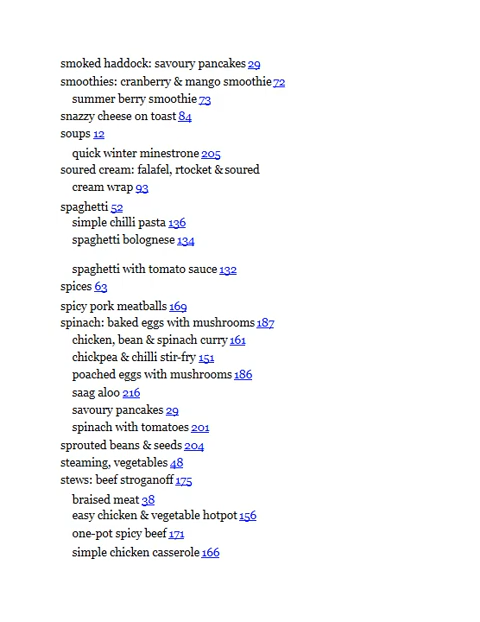 smoked haddock: savoury pancakes 29
smoothies: cranberry & mango smoothie 72
summer berry smoothie 73
snazzy cheese on toast 84
soups 12
quick winter minestrone 205
soured cream: falafel, rtocket & soured
cream wrap 93
spaghetti 52
simple chilli pasta 136
spaghetti bolognese 134
spaghetti with tomato sauce 132
spices 63
spicy pork meatballs 169
spinach: baked eggs with mushrooms 187
chicken, bean & spinach curry 161
chickpea & chilli stir-fry 151
poached eggs with mushrooms 186
saag aloo 216
savoury pancakes 29
spinach with tomatoes 201
sprouted beans & seeds 204
steaming, vegetables 48
stews: beef stroganoff 175
braised meat 38
easy chicken & vegetable hotpot 156
one-pot spicy beef 171
simple chicken casserole 166